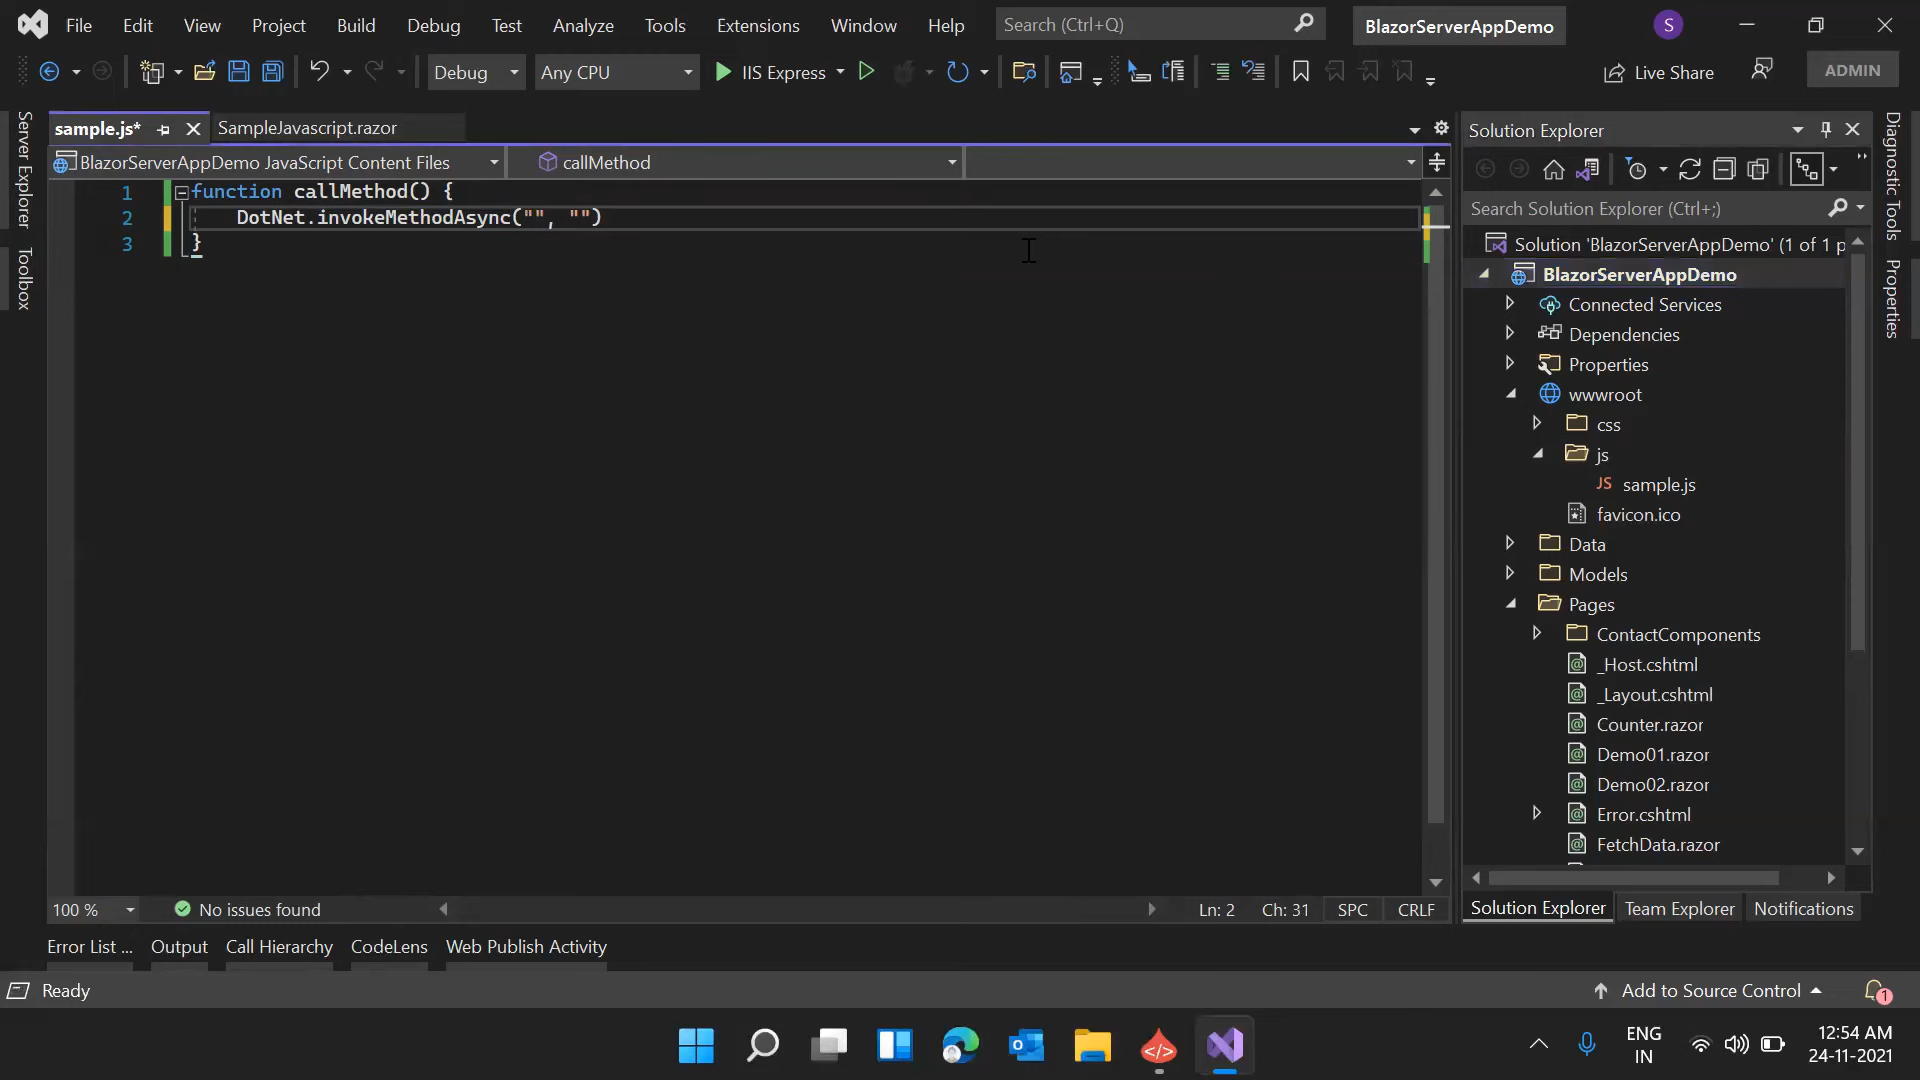 File Edit View Project Build Debug Test Analyze Tools Extensions Window Help Search (Ctrl+Q) BlazorServerAppDemo S
Debug Any CPU IIS Express Live Share ADMIN
Server Explorer
Toolbox
sample.js* SampleJavascript.razor
BlazorServerAppDemo JavaScript Content Files callMethod
1 function callMethod() {
2 DotNet.invokeMethodAsync("", "")
3 }
100 % No issues found Ln: 2 Ch: 31 SPC CRLF
Solution Explorer
Search Solution Explorer (Ctrl+;)
Solution 'BlazorServerAppDemo' (1 of 1 p
BlazorServerAppDemo
Connected Services
Dependencies
Properties
wwwroot
css
js
JS sample.js
favicon.ico
Data
Models
Pages
ContactComponents
_Host.cshtml
_Layout.cshtml
Counter.razor
Demo01.razor
Demo02.razor
Error.cshtml
FetchData.razor
Solution Explorer Team Explorer Notifications
Diagnostic Tools
Properties
Error List ... Output Call Hierarchy CodeLens Web Publish Activity
Ready Add to Source Control 1
ENG
IN
12:54 AM
24-11-2021